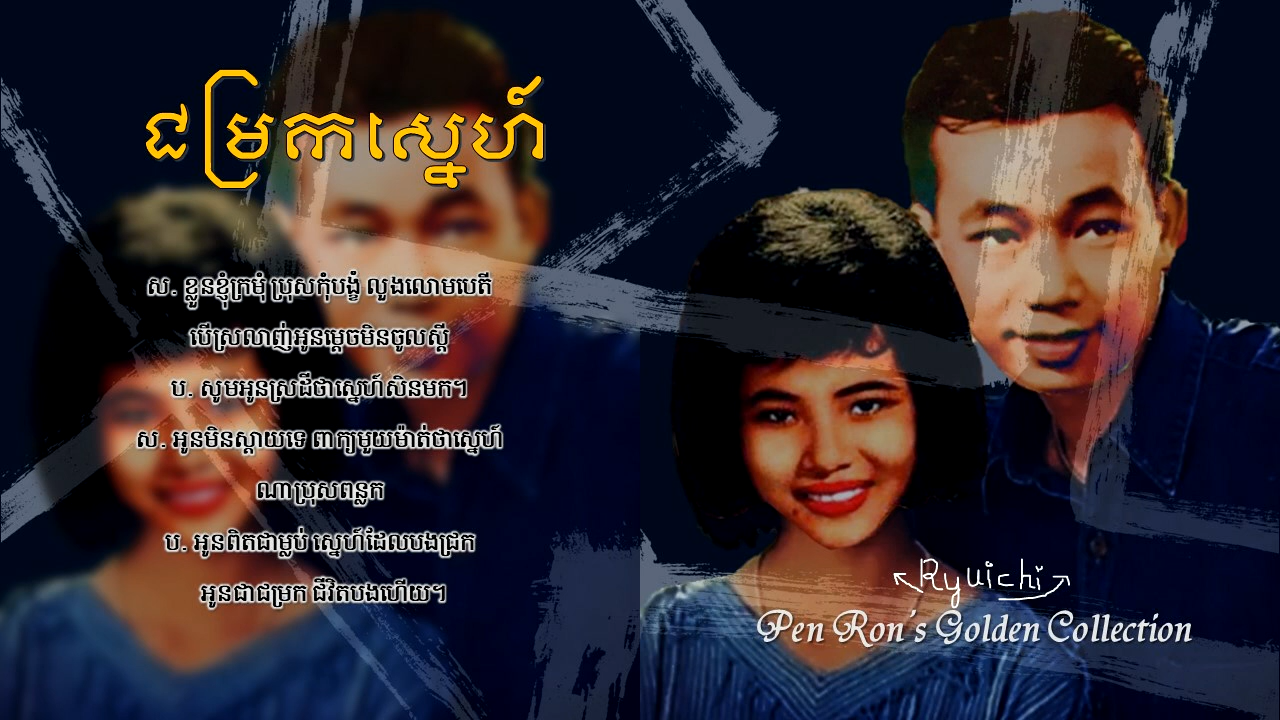 ជម្រកស្នេហ៍
ស. ខ្លួនខ្ញុំក្រមុំ ប្រុសកុំបង្ខំ លួងលោមបេតី
បើស្រលាញ់អូនម្ដេចមិនចូលស្ដី
ប. សូមអូនស្រដីថាស្នេហ៍សិនមក។
ស. អូនមិនស្ដាយទេ ពាក្យមួយម៉ាត់ថាស្នេហ៍
ណាប្រុសពន្លក
ប. អូនពិតជាម្លប់ ស្នេហ៍ដែលបងជ្រក
អូនជាជម្រក ជីវិតបងហើយ។
Ryuichi
Pen Ron's Golden Collection